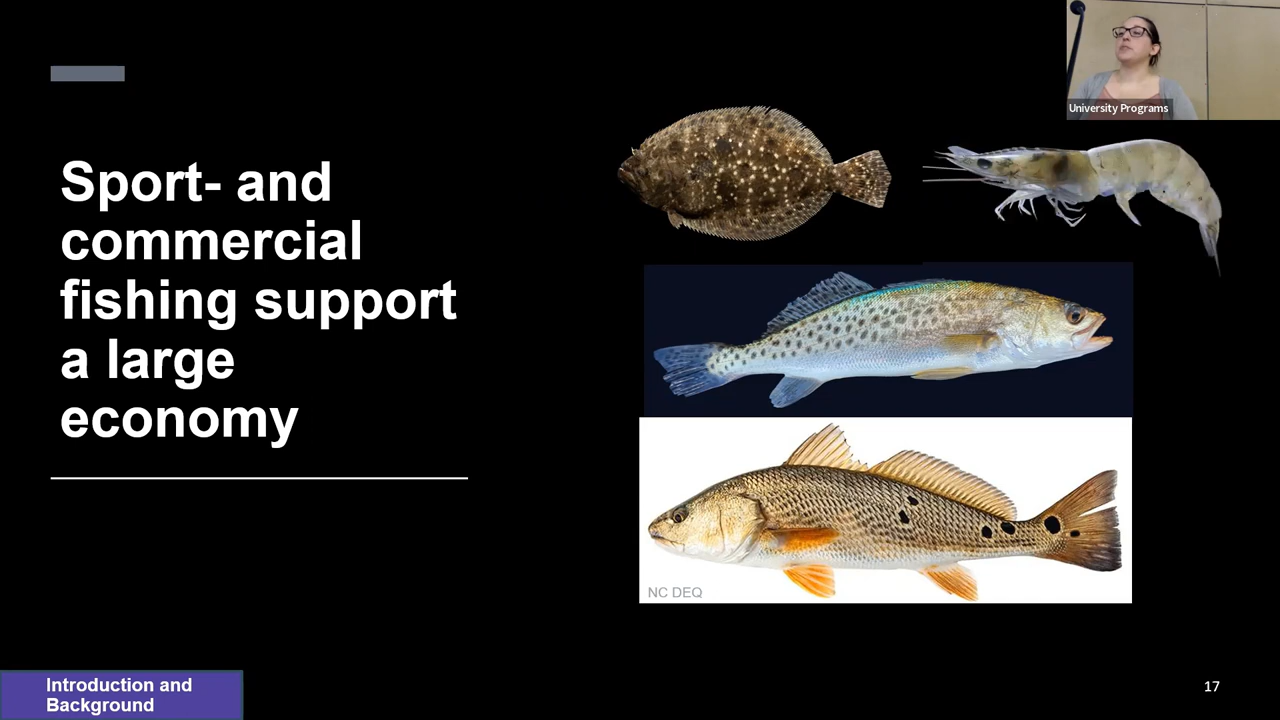 University Programs
Sport- and
commercial
fishing support
a large
economy
NC DEQ
Introduction and
Background
17